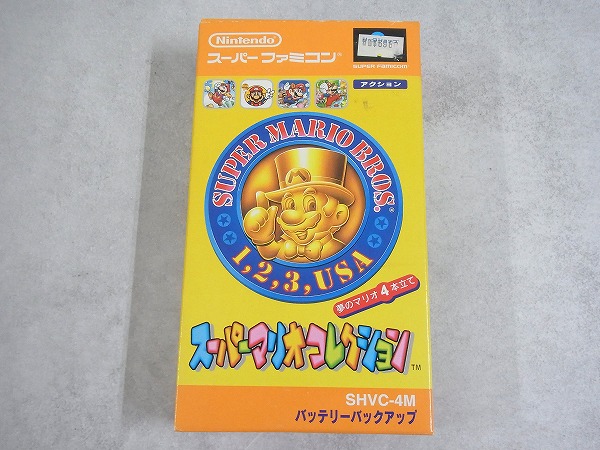 Nintendo
スーパーファミコン®
SUPER FAMICOM
アクション
SUPER MARIO BROS.®
1,2,3,USA
夢のマリオ4本立て
スーパーマリオコレクション™
SHVC-4M
バッテリーバックアップ